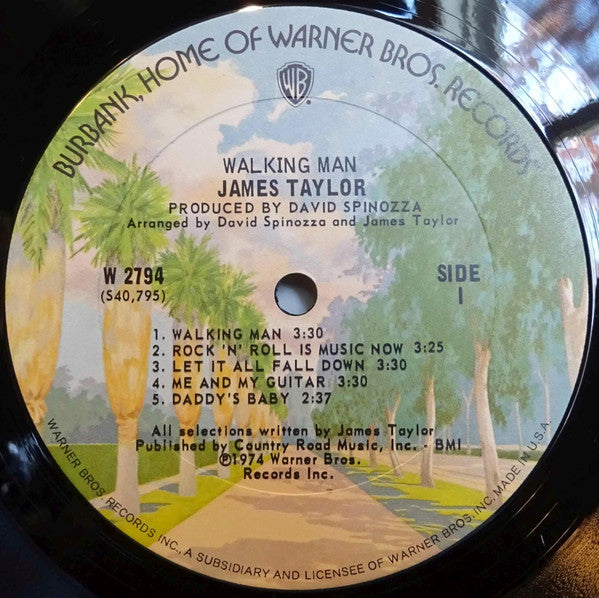 BURBANK, HOME OF WARNER BROS. RECORDS
WB
WALKING MAN
JAMES TAYLOR
PRODUCED BY DAVID SPINOZZA
Arranged by David Spinozza and James Taylor
W 2794
(S40,795)
SIDE
1
1. WALKING MAN 3:30
2. ROCK 'N' ROLL IS MUSIC NOW 3:25
3. LET IT ALL FALL DOWN 3:30
4. ME AND MY GUITAR 3:30
5. DADDY'S BABY 2:37
All selections written by James Taylor
Published by Country Road Music, Inc. - BMI
℗1974 Warner Bros.
Records Inc.
WARNER BROS. RECORDS INC., A SUBSIDIARY AND LICENSEE OF WARNER BROS. INC. MADE IN U.S.A.